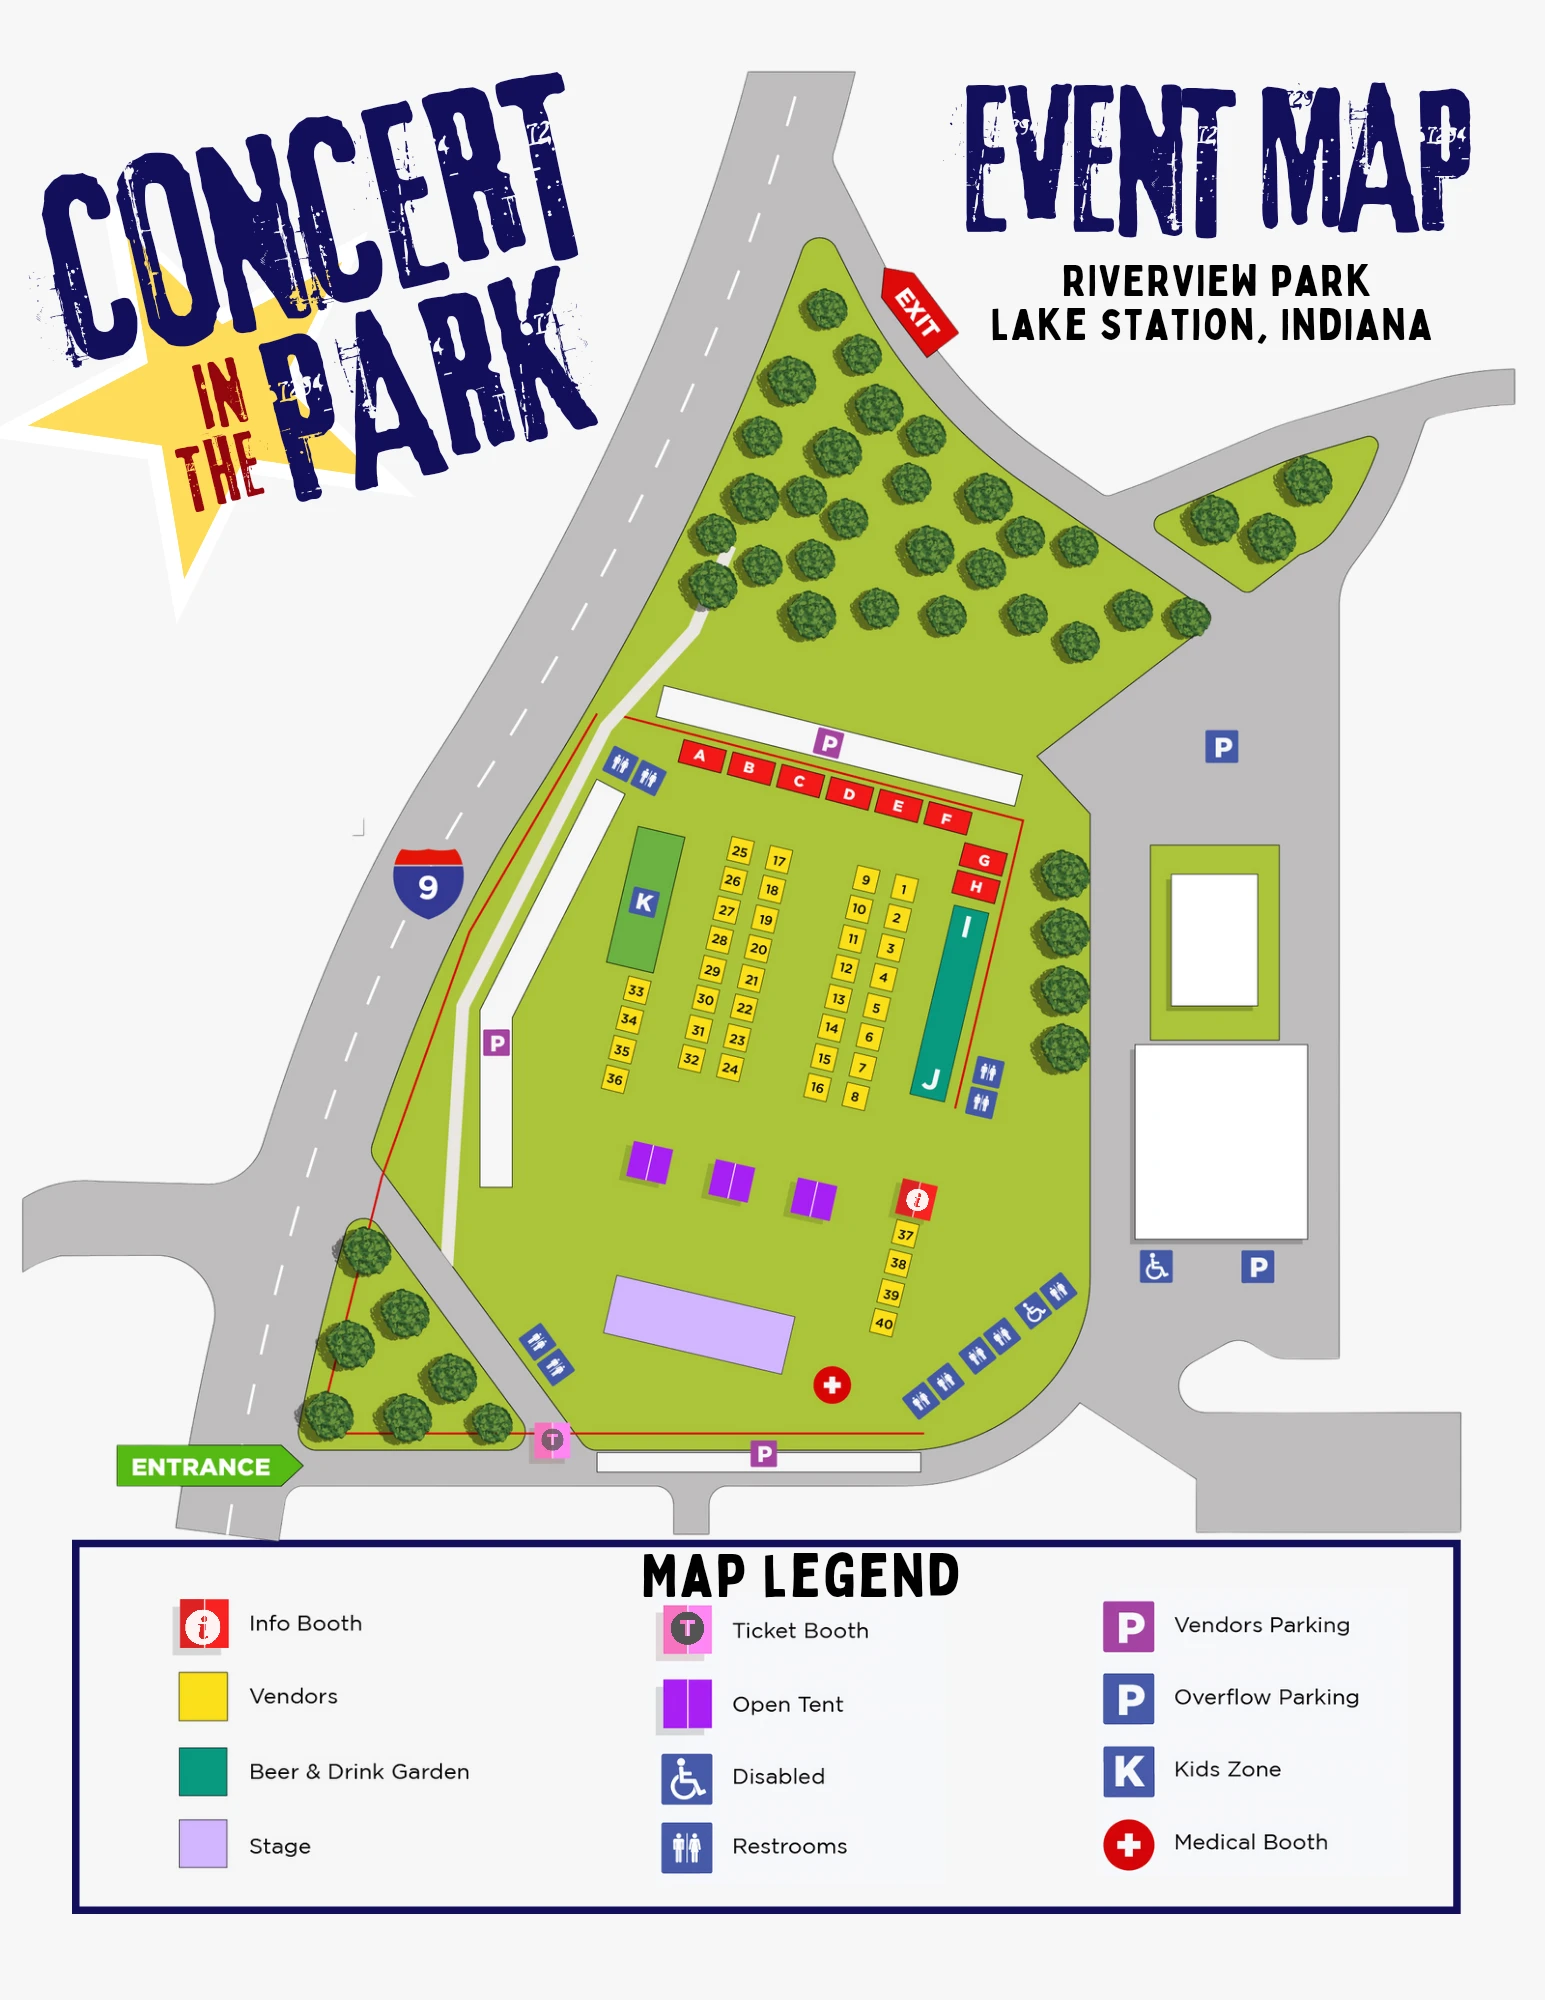 CONCERT
IN
THE
PARK
EVENT MAP
RIVERVIEW PARK
LAKE STATION, INDIANA
EXIT
P
P
A
B
C
D
E
F
G
H
I
J
K
9
25
17
26
18
27
19
28
20
29
21
30
22
31
23
32
24
9
1
10
2
11
3
12
4
13
5
14
6
15
7
16
8
33
34
35
36
P
i
37
38
39
40
P
T
P
ENTRANCE
MAP LEGEND
i Info Booth
Vendors
Beer & Drink Garden
Stage
T Ticket Booth
Open Tent
Disabled
Restrooms
P Vendors Parking
P Overflow Parking
K Kids Zone
Medical Booth